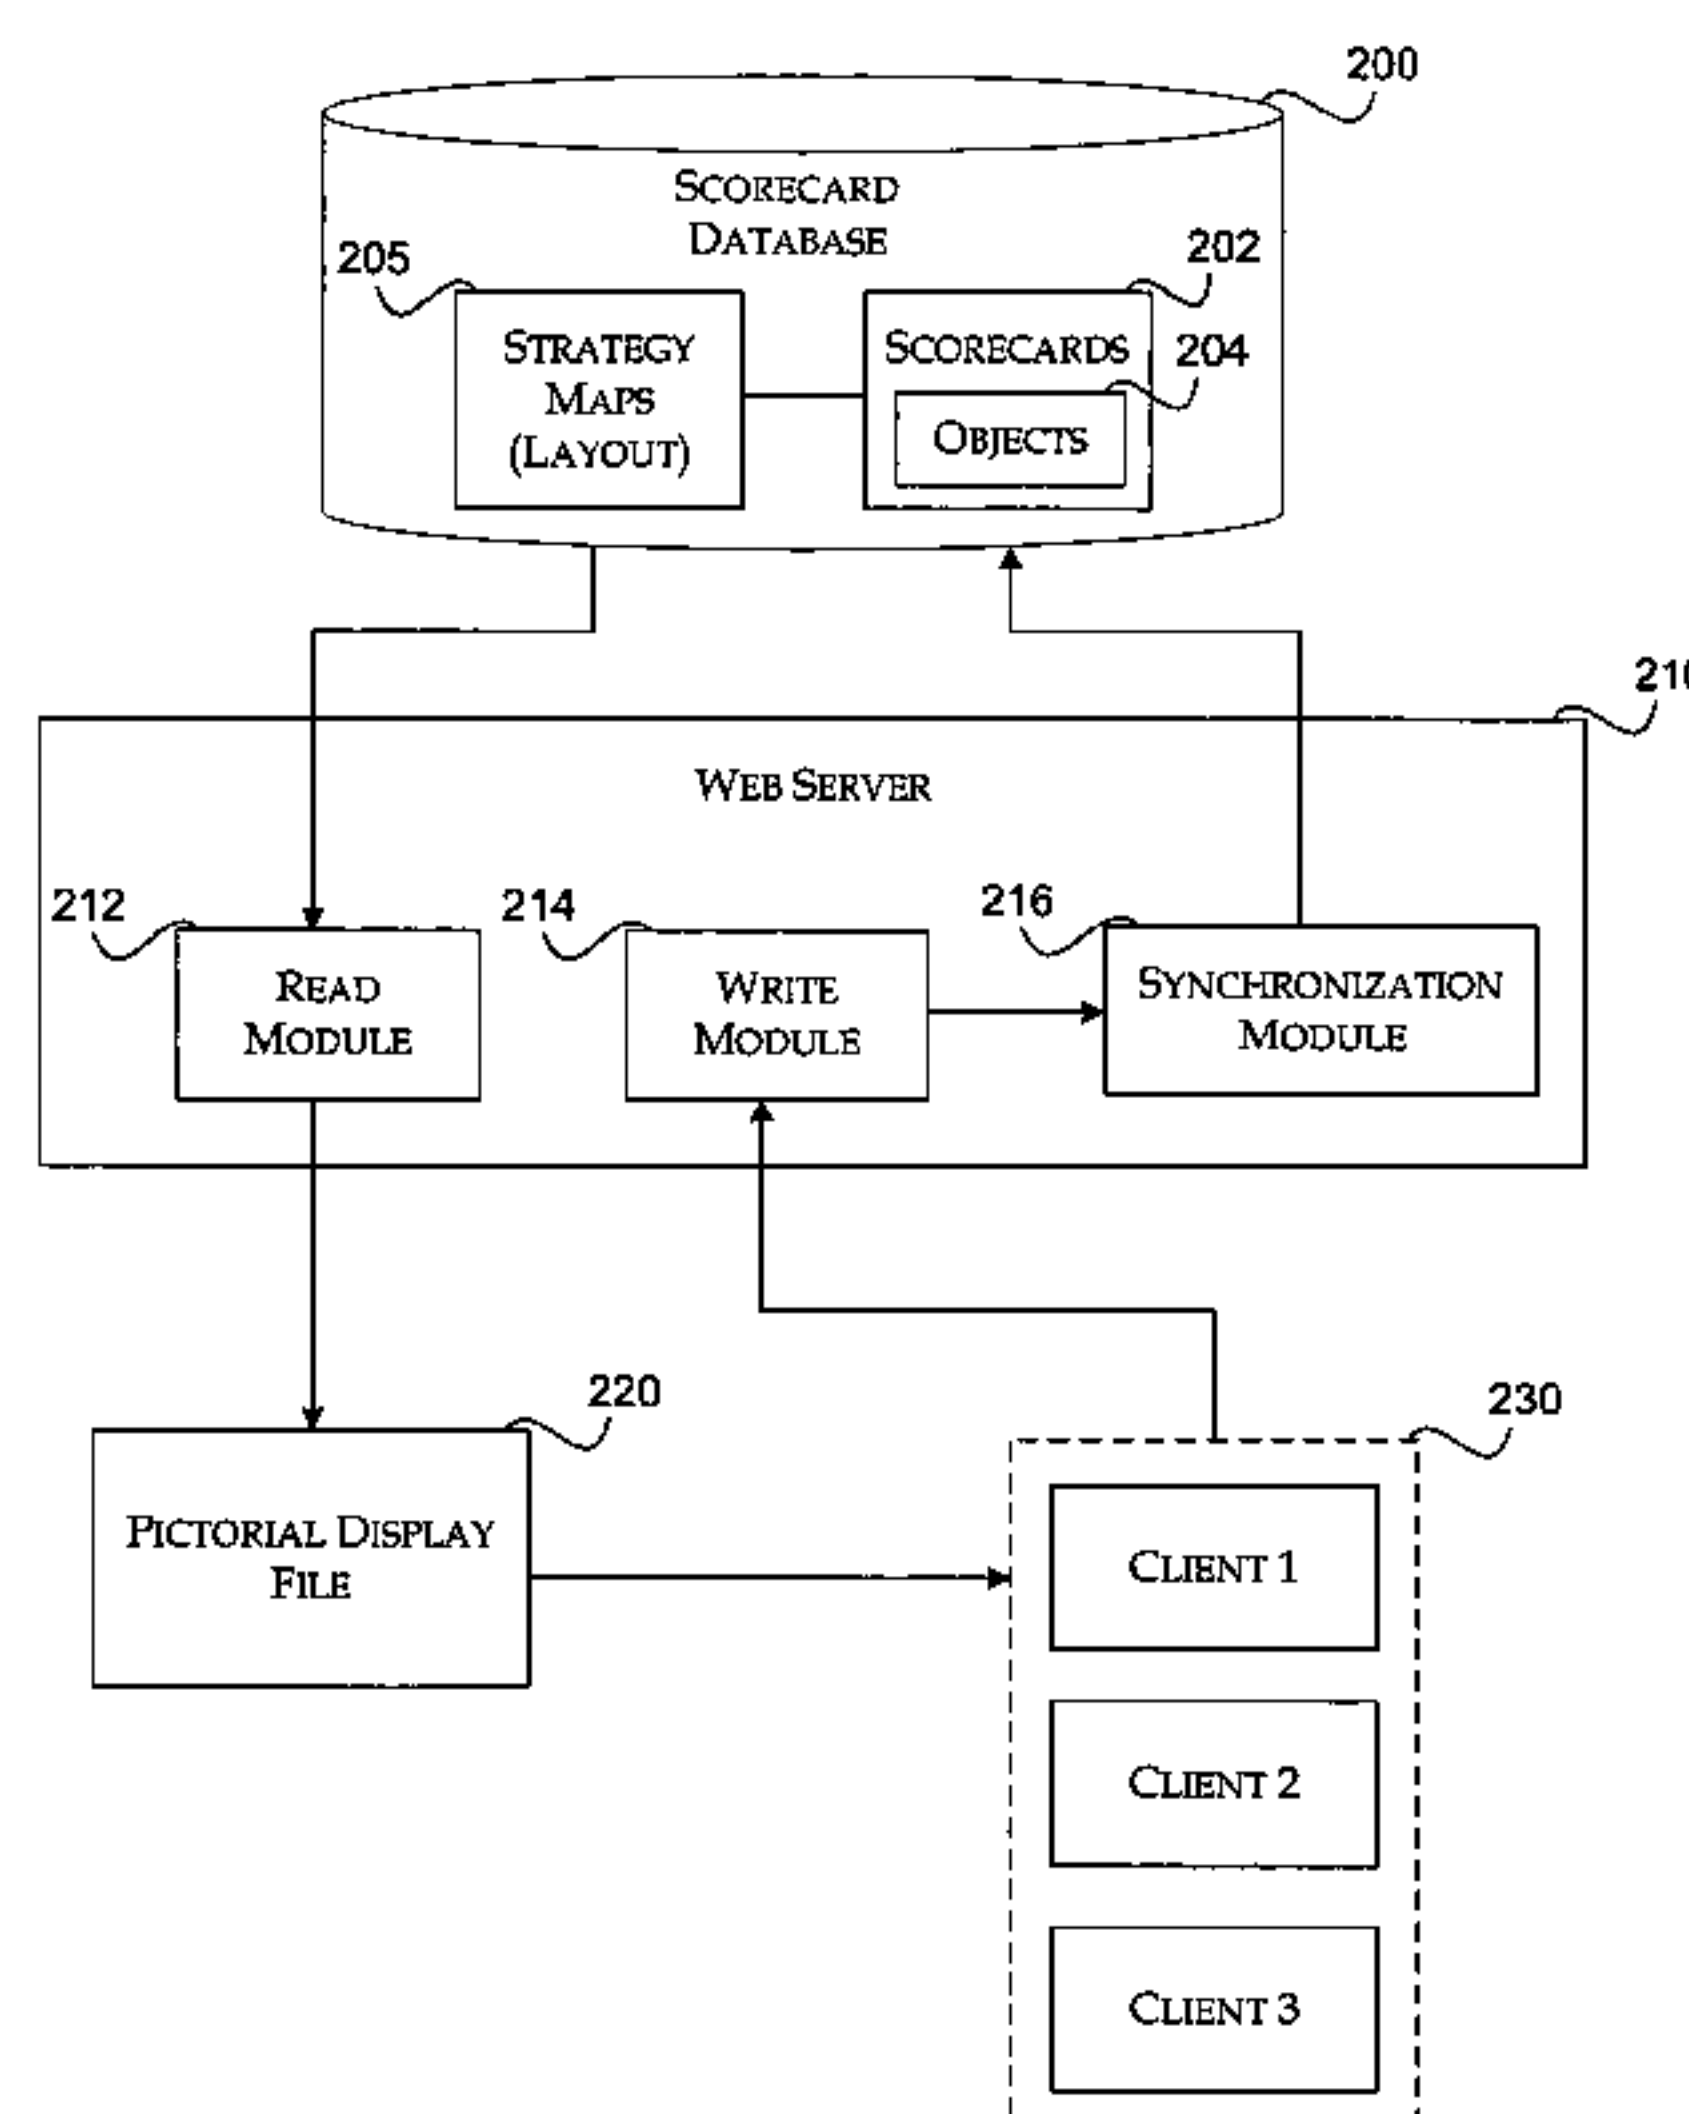 200
SCORECARD
DATABASE
205
202
STRATEGY
MAPS
(LAYOUT)
SCORECARDS
204
OBJECTS
210
WEB SERVER
212
214
216
READ
MODULE
WRITE
MODULE
SYNCHRONIZATION
MODULE
220
230
PICTORIAL DISPLAY
FILE
CLIENT 1
CLIENT 2
CLIENT 3